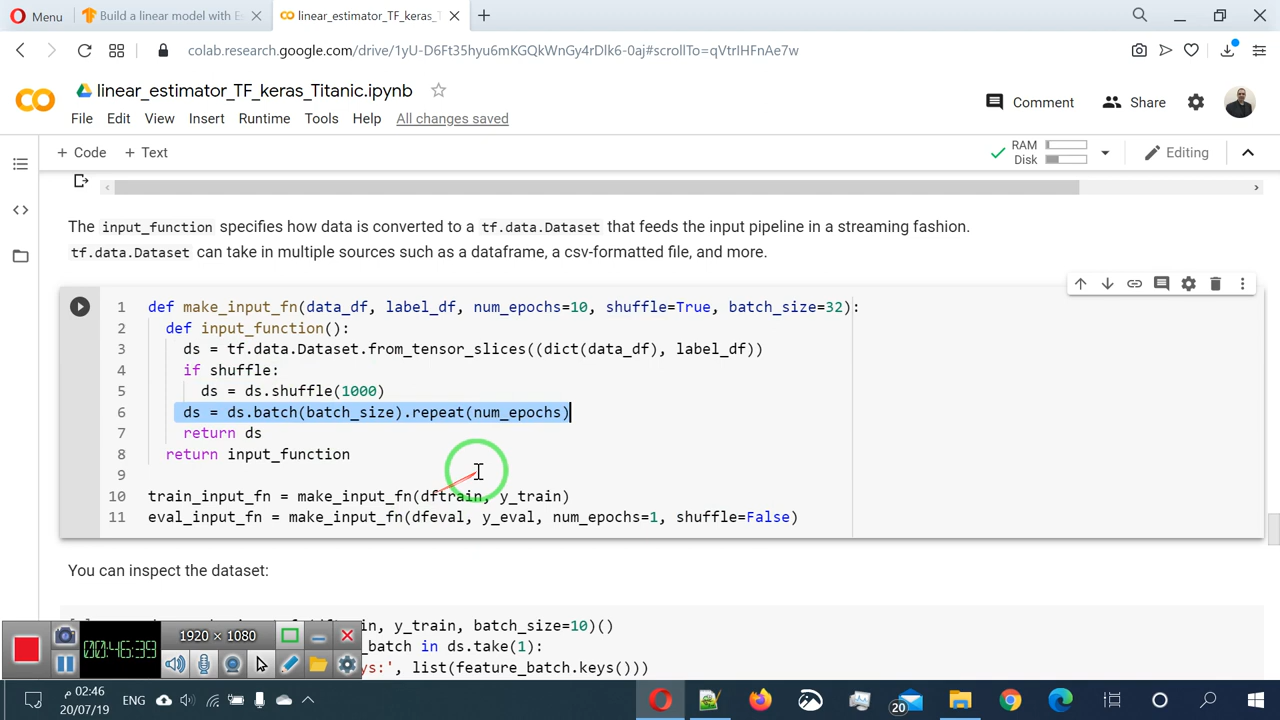 Menu
Build a linear model with Es
linear_estimator_TF_keras_T
colab.research.google.com/drive/1yU-D6Ft35hyu6mKGQkWnGy4rDlk6-0aj#scrollTo=qVtrIHFnAe7w
linear_estimator_TF_keras_Titanic.ipynb
Comment
Share
File Edit View Insert Runtime Tools Help All changes saved
+ Code + Text
RAM
Disk
Editing
The input_function specifies how data is converted to a tf.data.Dataset that feeds the input pipeline in a streaming fashion.
tf.data.Dataset can take in multiple sources such as a dataframe, a csv-formatted file, and more.
1 def make_input_fn(data_df, label_df, num_epochs=10, shuffle=True, batch_size=32):
2 def input_function():
3 ds = tf.data.Dataset.from_tensor_slices((dict(data_df), label_df))
4 if shuffle:
5 ds = ds.shuffle(1000)
6 ds = ds.batch(batch_size).repeat(num_epochs)
7 return ds
8 return input_function
9
10 train_input_fn = make_input_fn(dftrain, y_train)
11 eval_input_fn = make_input_fn(dfeval, y_eval, num_epochs=1, shuffle=False)
You can inspect the dataset:
, y_train, batch_size=10)()
_batch in ds.take(1):
ys:', list(feature_batch.keys()))
1920 × 1080
00:46:39
ENG
02:46 م
20/07/19
20